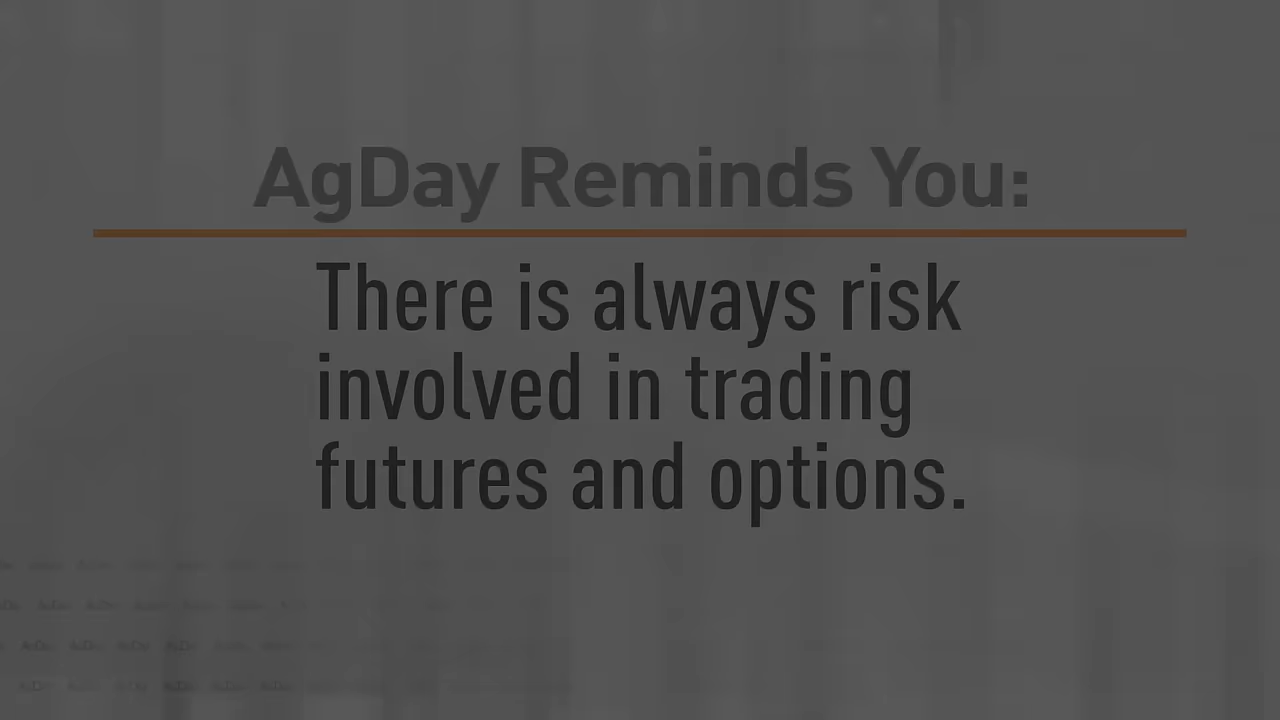 AgDay Reminds You:
There is always risk
involved in trading
futures and options.